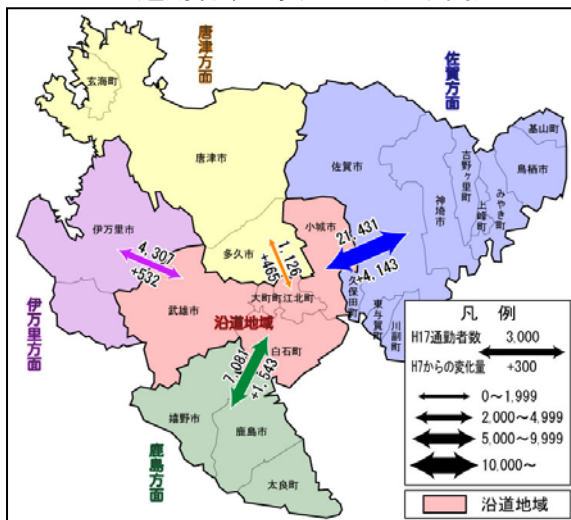 唐津方面
佐賀方面
玄海町
唐津市
佐賀市
基山町
鳥栖市
吉野ヶ里町
みやき町
上峰町
神埼市
伊万里市
小城市
多久市
4,307
+532
1,126
+465
21,431
+4,143
久保田町
東与賀町
川副町
大町町
江北町
武雄市
沿道地域
白石町
伊万里方面
7,081
+1,543
嬉野市
鹿島市
太良町
鹿島方面
凡 例
H17通勤者数 3,000
H7からの変化量 +300
0～1,999
2,000～4,999
5,000～9,999
10,000～
沿道地域